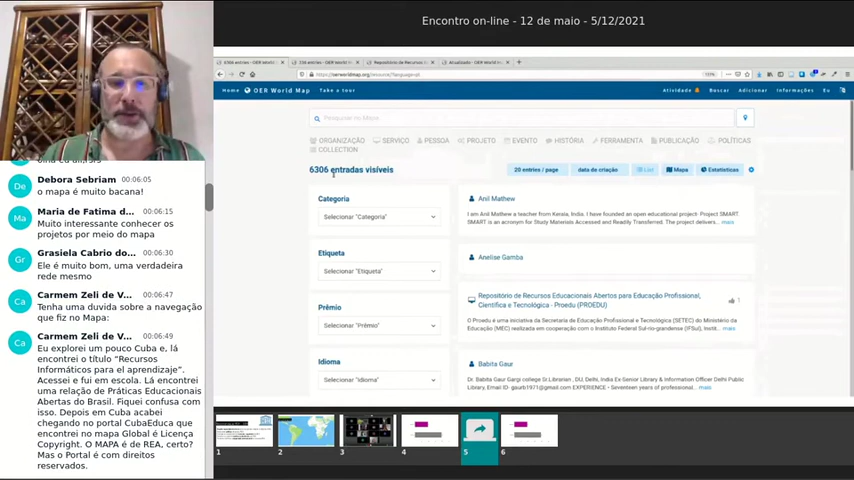 Encontro on-line - 12 de maio - 5/12/2021
Debora Sebriam 00:06:05
o mapa é muito bacana!
Maria de Fatima d... 00:06:15
Muito interessante conhecer os
projetos por meio do mapa
Grasiela Cabrio do... 00:06:30
Ele é muito bom, uma verdadeira
rede mesmo
Carmem Zeli de V... 00:06:47
Tenha uma duvida sobre a navegação
que fiz no Mapa:
Carmem Zeli de V... 00:06:49
Eu explorei um pouco Cuba e, lá
encontrei o título “Recursos
Informáticos para el aprendizaje”.
Acessei e fui em escola. Lá encontrei
uma relação de Práticas Educacionais
Abertas do Brasil. Fiquei confusa com
isso. Depois em Cuba acabei
chegando no portal CubaEduca que
encontrei no mapa Global é Licença
Copyright. O MAPA é de REA, certo?
Mas o Portal é com direitos
reservados.
Home OER World Map Take a tour Atividade Buscar Adicionar Informações
Pesquisar no Mapa
ORGANIZAÇÃO SERVIÇO PESSOA PROJETO EVENTO HISTÓRIA FERRAMENTA PUBLICAÇÃO POLÍTICAS
COLLECTION
6306 entradas visíveis 20 entries / page data de criação List Mapa Estatísticas
Categoria
Selecionar "Categoria"
Etiqueta
Selecionar "Etiqueta"
Prêmio
Selecionar "Prêmio"
Idioma
Selecionar "Idioma"
Anil Mathew
I am Anil Mathew a teacher from Kerala, India. I have founded an open educational project- Project SMART.
SMART is an acronym for Study Materials Accessed and Readily Transferred. The project delivers... mais
Anelise Gamba
Repositório de Recursos Educacionais Abertos para Educação Profissional,
Científica e Tecnológica - Proedu (PROEDU) 1
O Proedu é uma iniciativa da Secretaria de Educação Profissional e Tecnológica (SETEC) do Ministério da
Educação (MEC) realizada em cooperação com o Instituto Federal Sul-rio-grandense (IFSul), Instit... mais
Babita Gaur
Dr. Babita Gaur Gargi college Sr.Librarian , DU, Delhi, India Ex Senior Library & Information Officer Delhi Public
Library, Email ID: gaurb1971@gmail.com EXPERIENCE - Seventeen years of professional... mais
1 2 3 4 5 6